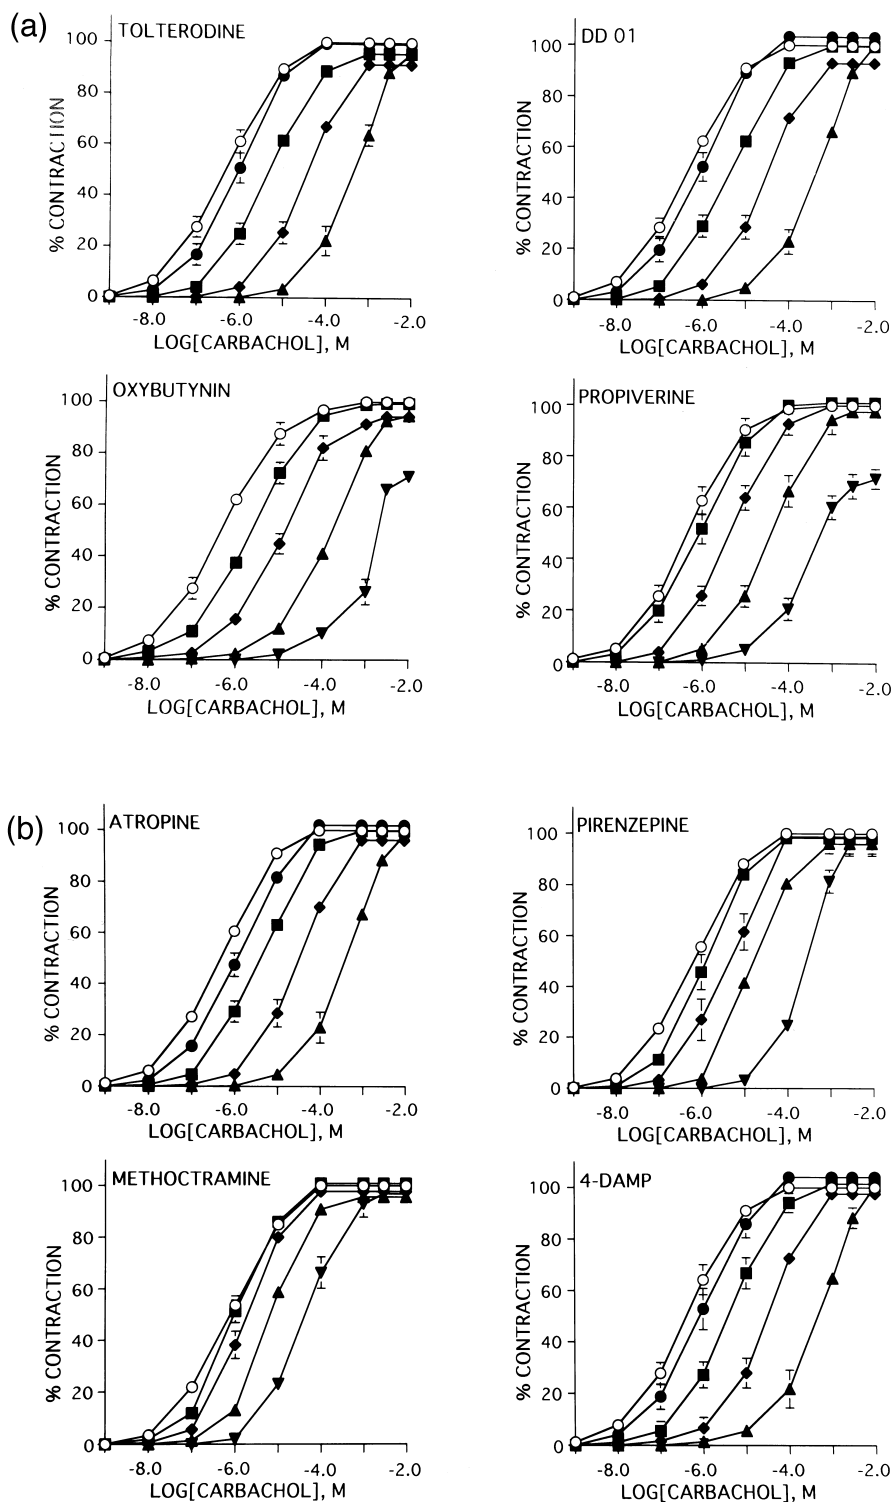 (a)
TOLTERODINE
100
80
60
40
20
0
% CONTRACTION
-8.0 -6.0 -4.0 -2.0
LOG[CARBACHOL], M
DD 01
100
80
60
40
20
0
% CONTRACTION
-8.0 -6.0 -4.0 -2.0
LOG[CARBACHOL], M
OXYBUTYNIN
100
80
60
40
20
0
% CONTRACTION
-8.0 -6.0 -4.0 -2.0
LOG[CARBACHOL], M
PROPIVERINE
100
80
60
40
20
0
% CONTRACTION
-8.0 -6.0 -4.0 -2.0
LOG[CARBACHOL], M
(b)
ATROPINE
100
80
60
40
20
0
% CONTRACTION
-8.0 -6.0 -4.0 -2.0
LOG[CARBACHOL], M
PIRENZEPINE
100
80
60
40
20
0
% CONTRACTION
-8.0 -6.0 -4.0 -2.0
LOG[CARBACHOL], M
METHOCTRAMINE
100
80
60
40
20
0
% CONTRACTION
-8.0 -6.0 -4.0 -2.0
LOG[CARBACHOL], M
4-DAMP
100
80
60
40
20
0
% CONTRACTION
-8.0 -6.0 -4.0 -2.0
LOG[CARBACHOL], M